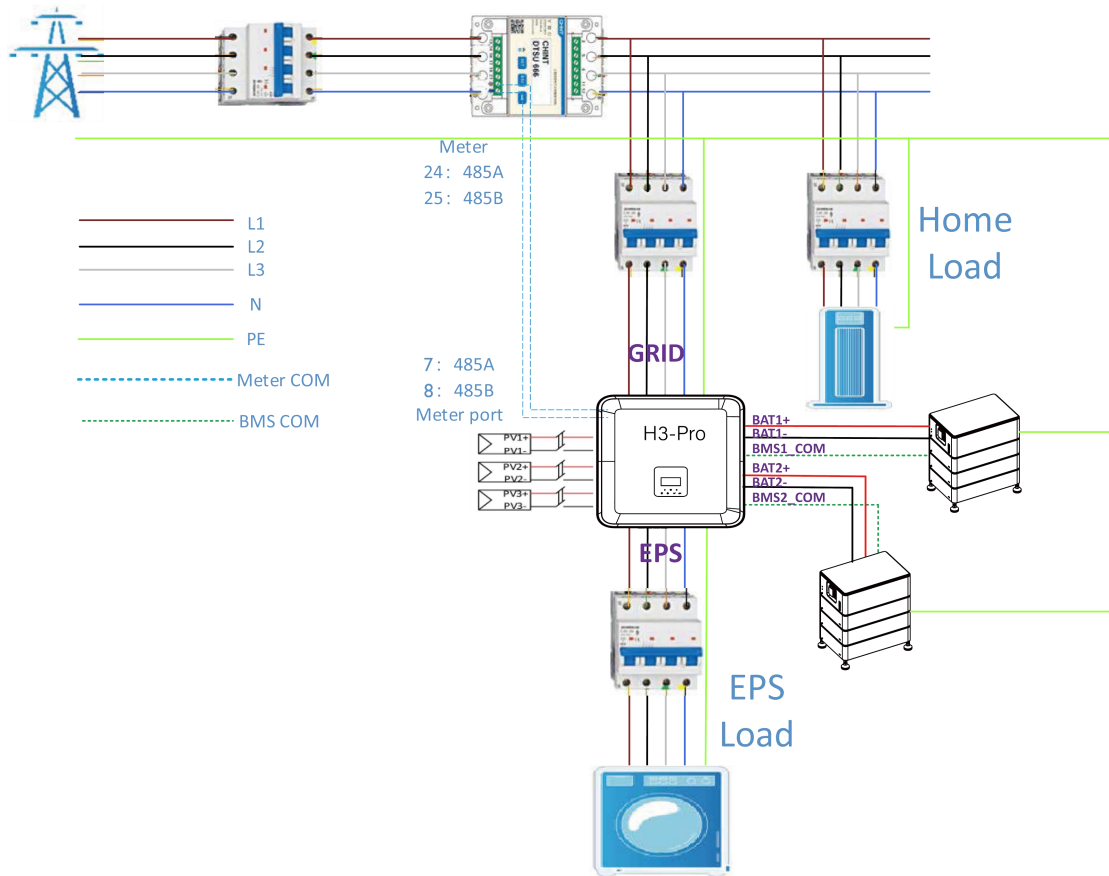 CHINT
DTSU 666
Meter
24: 485A
25: 485B
L1
L2
L3
N
PE
Meter COM
BMS COM
Home
Load
GRID
7: 485A
8: 485B
Meter port
H3-Pro
PV1+
PV1-
PV2+
PV2-
PV3+
PV3-
BAT1+
BAT1-
BMS1_COM
BAT2+
BAT2-
BMS2_COM
EPS
EPS
Load